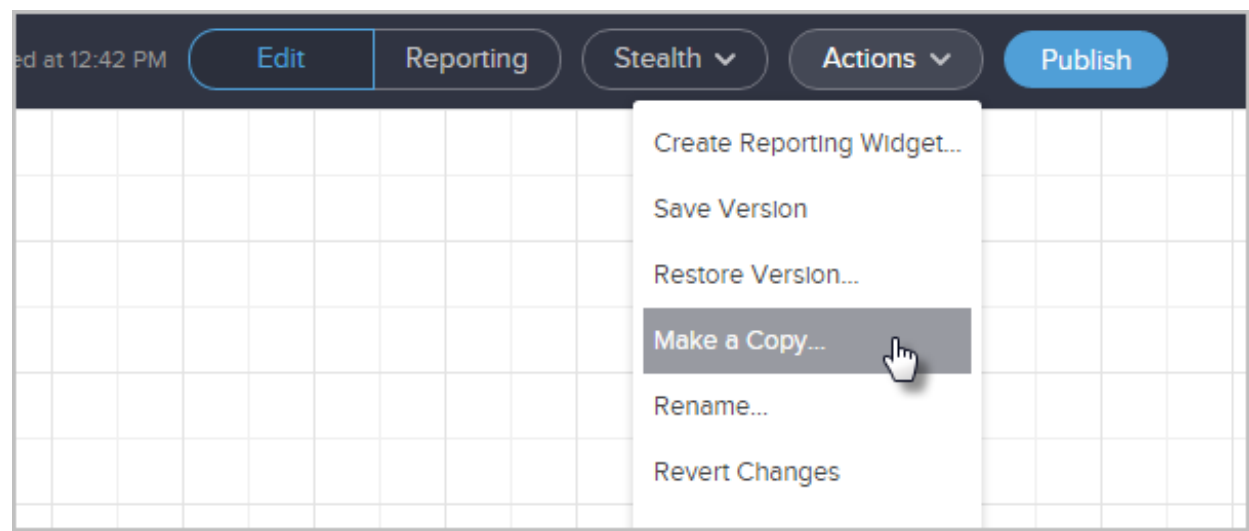 at 12:42 PM Edit Reporting Stealth Actions Publish
Create Reporting Widget...
Save Version
Restore Version...
Make a Copy...
Rename...
Revert Changes